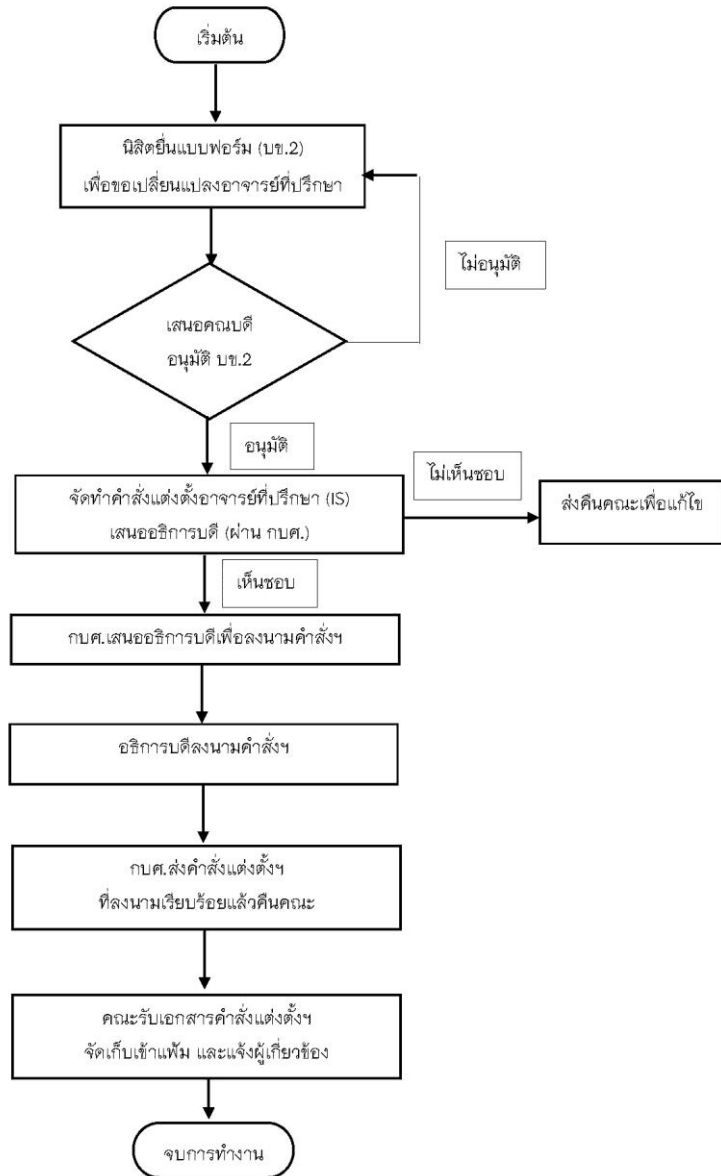 เริ่มต้น
นิสิตยื่นแบบฟอร์ม (บข.2)
เพื่อขอเปลี่ยนแปลงอาจารย์ที่ปรึกษา
ไม่อนุมัติ
เสนอคณบดี
อนุมัติ บข.2
อนุมัติ
ไม่เห็นชอบ
จัดทำคำสั่งแต่งตั้งอาจารย์ที่ปรึกษา (IS)
เสนออธิการบดี (ผ่าน กบศ.)
ส่งคืนคณะเพื่อแก้ไข
เห็นชอบ
กบศ.เสนออธิการบดีเพื่อลงนามคำสั่งฯ
อธิการบดีลงนามคำสั่งฯ
กบศ.ส่งคำสั่งแต่งตั้งฯ
ที่ลงนามเรียบร้อยแล้วคืนคณะ
คณะรับเอกสารคำสั่งแต่งตั้งฯ
จัดเก็บเข้าแฟ้ม และแจ้งผู้เกี่ยวข้อง
จบการทำงาน